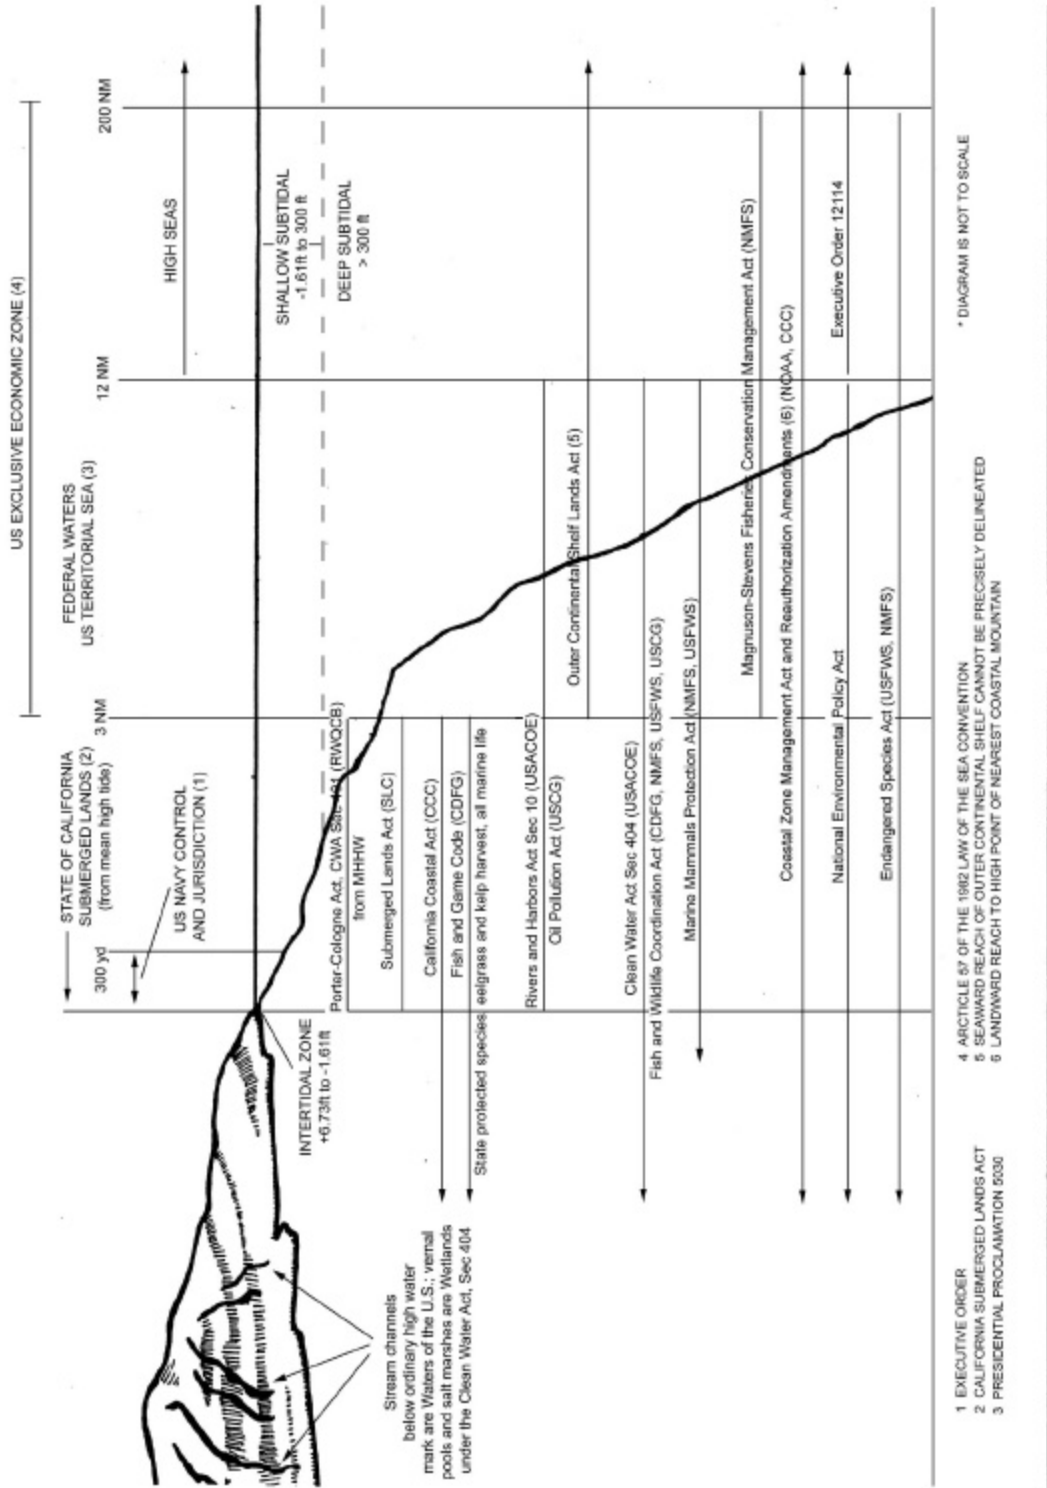 US EXCLUSIVE ECONOMIC ZONE (4)
STATE OF CALIFORNIA
SUBMERGED LANDS (2)
(from mean high tide)
FEDERAL WATERS
US TERRITORIAL SEA (3)
300 yd
3 NM
12 NM
200 NM
US NAVY CONTROL
AND JURISDICTION (1)
HIGH SEAS
INTERTIDAL ZONE
+6.73ft to -1.61ft
SHALLOW SUBTIDAL
-1.61ft to 300 ft
DEEP SUBTIDAL
> 300 ft
Stream channels
below ordinary high water
mark are Waters of the U.S.; vernal
pools and salt marshes are Wetlands
under the Clean Water Act, Sec 404
Porter-Cologne Act, CWA Sec 401 (RWQCB)
from MHHW
Submerged Lands Act (SLC)
California Coastal Act (CCC)
Fish and Game Code (CDFG)
State protected species: eelgrass and kelp harvest, all marine life
Rivers and Harbors Act Sec 10 (USACOE)
Oil Pollution Act (USCG)
Outer Continental Shelf Lands Act (5)
Clean Water Act Sec 404 (USACOE)
Fish and Wildlife Coordination Act (CDFG, NMFS, USFWS, USCG)
Marine Mammals Protection Act (NMFS, USFWS)
Magnuson-Stevens Fisheries Conservation Management Act (NMFS)
Coastal Zone Management Act and Reauthorization Amendments (6) (NOAA, CCC)
National Environmental Policy Act
Executive Order 12114
Endangered Species Act (USFWS, NMFS)
1 EXECUTIVE ORDER
2 CALIFORNIA SUBMERGED LANDS ACT
3 PRESIDENTIAL PROCLAMATION 5030
4 ARCTICLE 57 OF THE 1982 LAW OF THE SEA CONVENTION
5 SEAWARD REACH OF OUTER CONTINENTAL SHELF CANNOT BE PRECISELY DELINEATED
6 LANDWARD REACH TO HIGH POINT OF NEAREST COASTAL MOUNTAIN
* DIAGRAM IS NOT TO SCALE